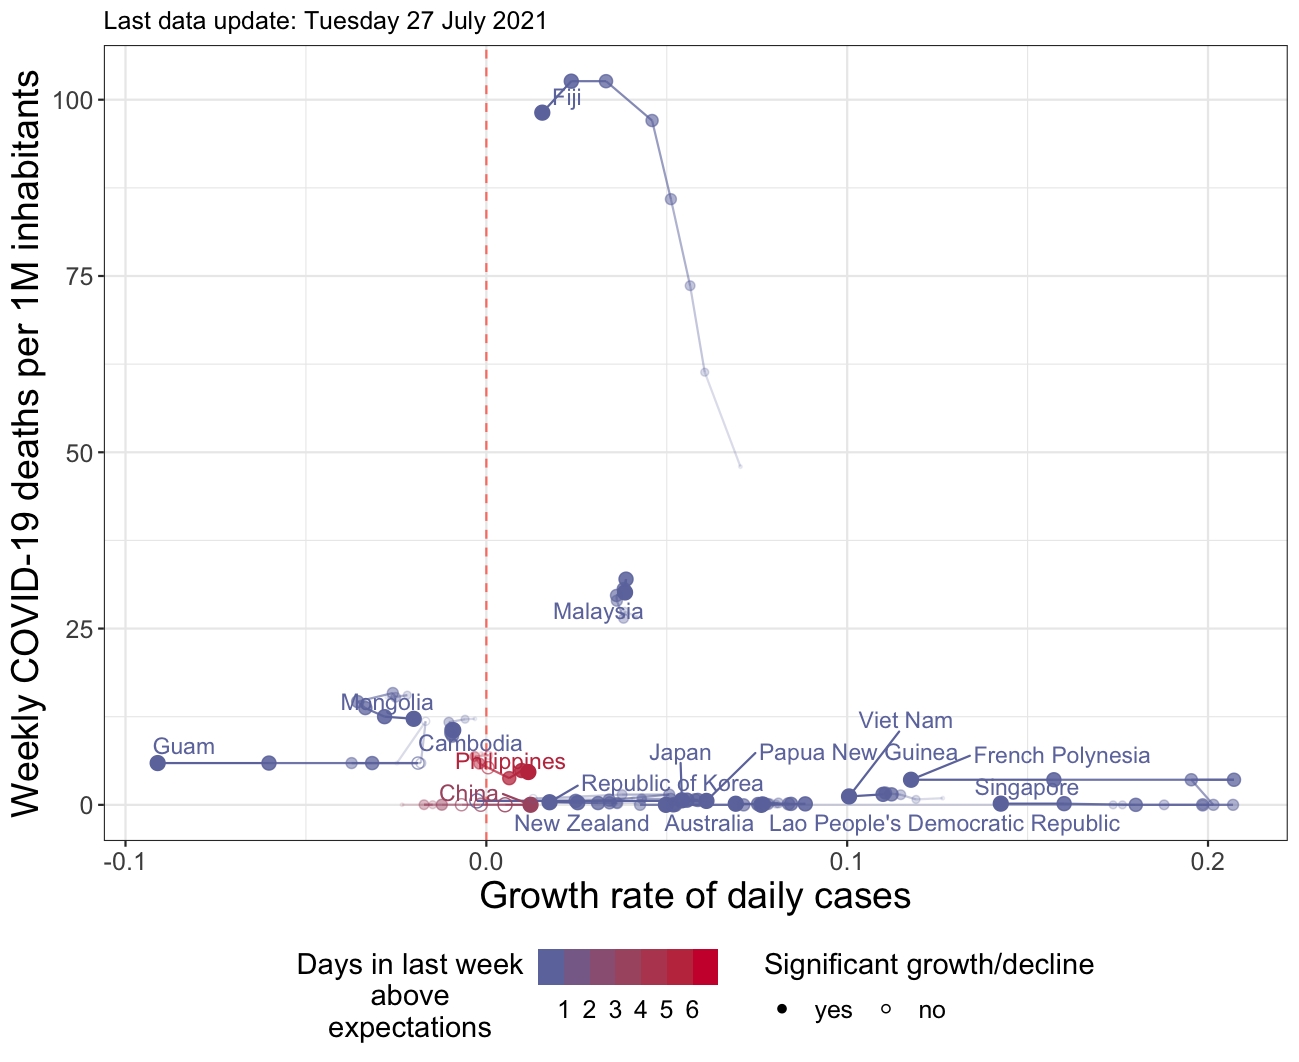 Last data update: Tuesday 27 July 2021
Weekly COVID-19 deaths per 1M inhabitants
100
75
50
25
0
Fiji
Malaysia
Mongolia
Guam
Cambodia
Philippines
China
Viet Nam
Japan
Papua New Guinea
French Polynesia
Republic of Korea
Singapore
New Zealand
Australia
Lao People's Democratic Republic
-0.1
0.0
0.1
0.2
Growth rate of daily cases
Days in last week
above
expectations
1 2 3 4 5 6
Significant growth/decline
yes
no